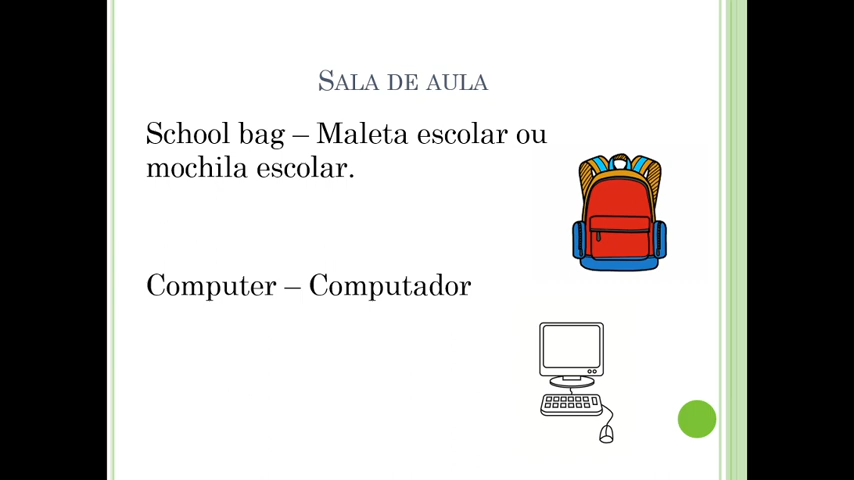 Sala de aula
School bag – Maleta escolar ou
mochila escolar.
Computer – Computador